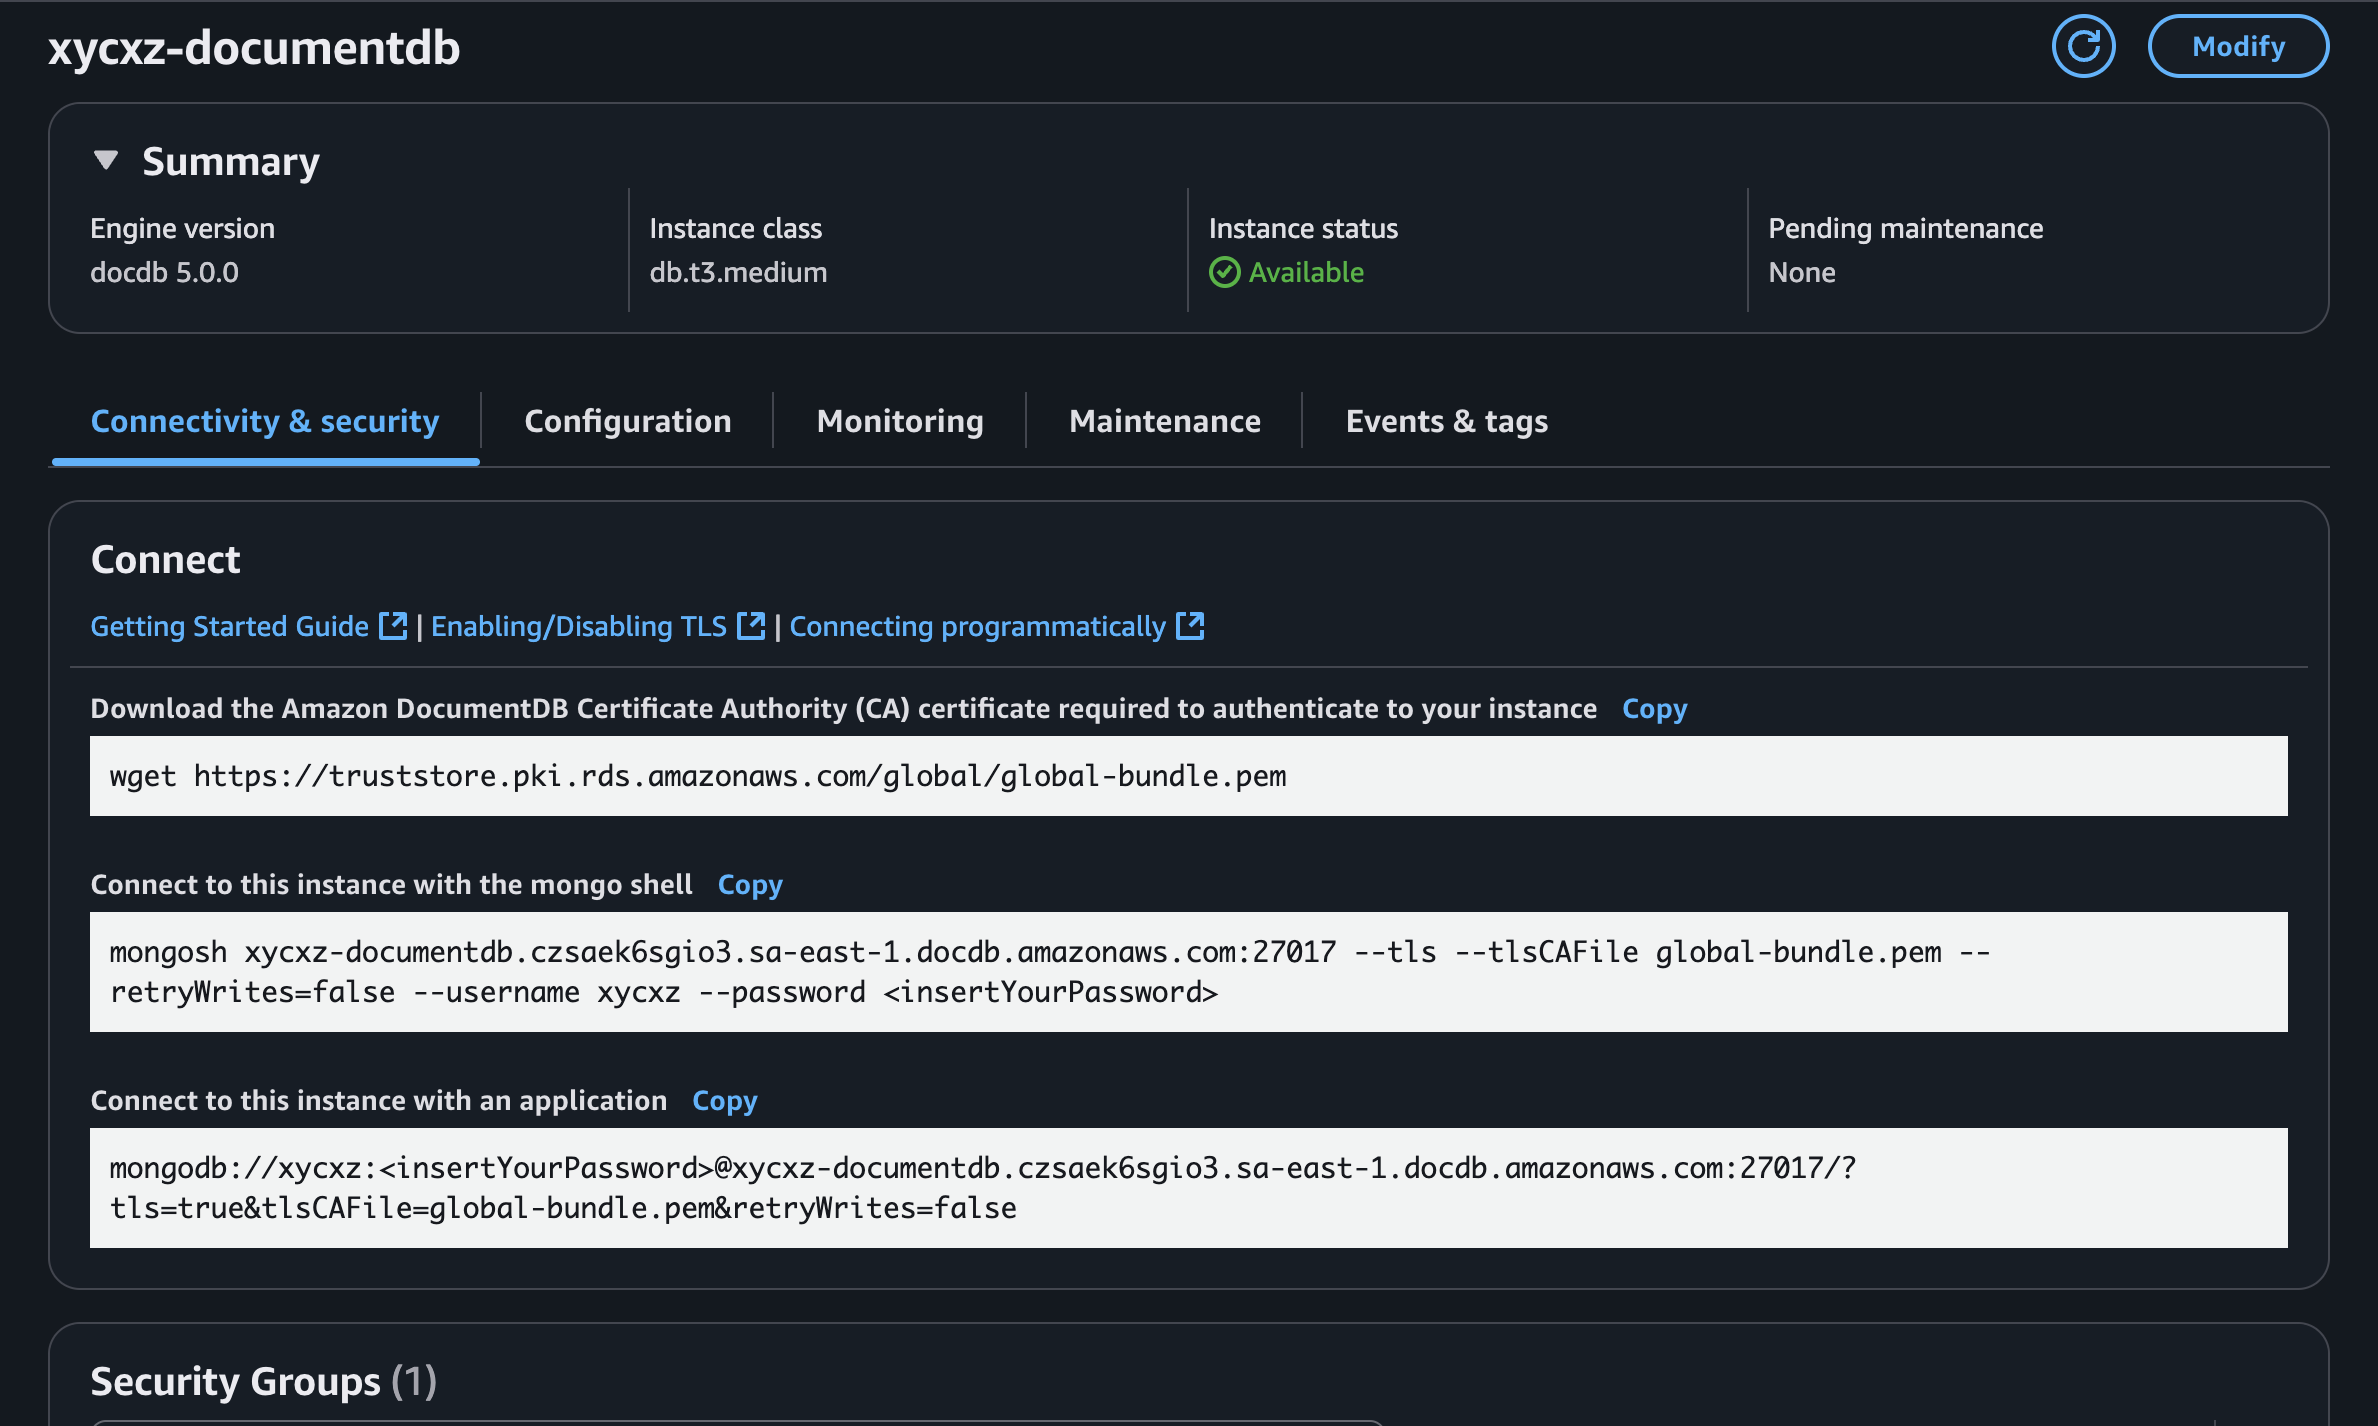 xycxz-documentdb
Modify
Summary
Engine version
docdb 5.0.0
Instance class
db.t3.medium
Instance status
Available
Pending maintenance
None
Connectivity & security
Configuration
Monitoring
Maintenance
Events & tags
Connect
Getting Started Guide | Enabling/Disabling TLS | Connecting programmatically
Download the Amazon DocumentDB Certificate Authority (CA) certificate required to authenticate to your instance Copy
wget https://truststore.pki.rds.amazonaws.com/global/global-bundle.pem
Connect to this instance with the mongo shell Copy
mongosh xycxz-documentdb.czsaek6sgio3.sa-east-1.docdb.amazonaws.com:27017 --tls --tlsCAFile global-bundle.pem --
retryWrites=false --username xycxz --password <insertYourPassword>
Connect to this instance with an application Copy
mongodb://xycxz:<insertYourPassword>@xycxz-documentdb.czsaek6sgio3.sa-east-1.docdb.amazonaws.com:27017/?
tls=true&tlsCAFile=global-bundle.pem&retryWrites=false
Security Groups (1)